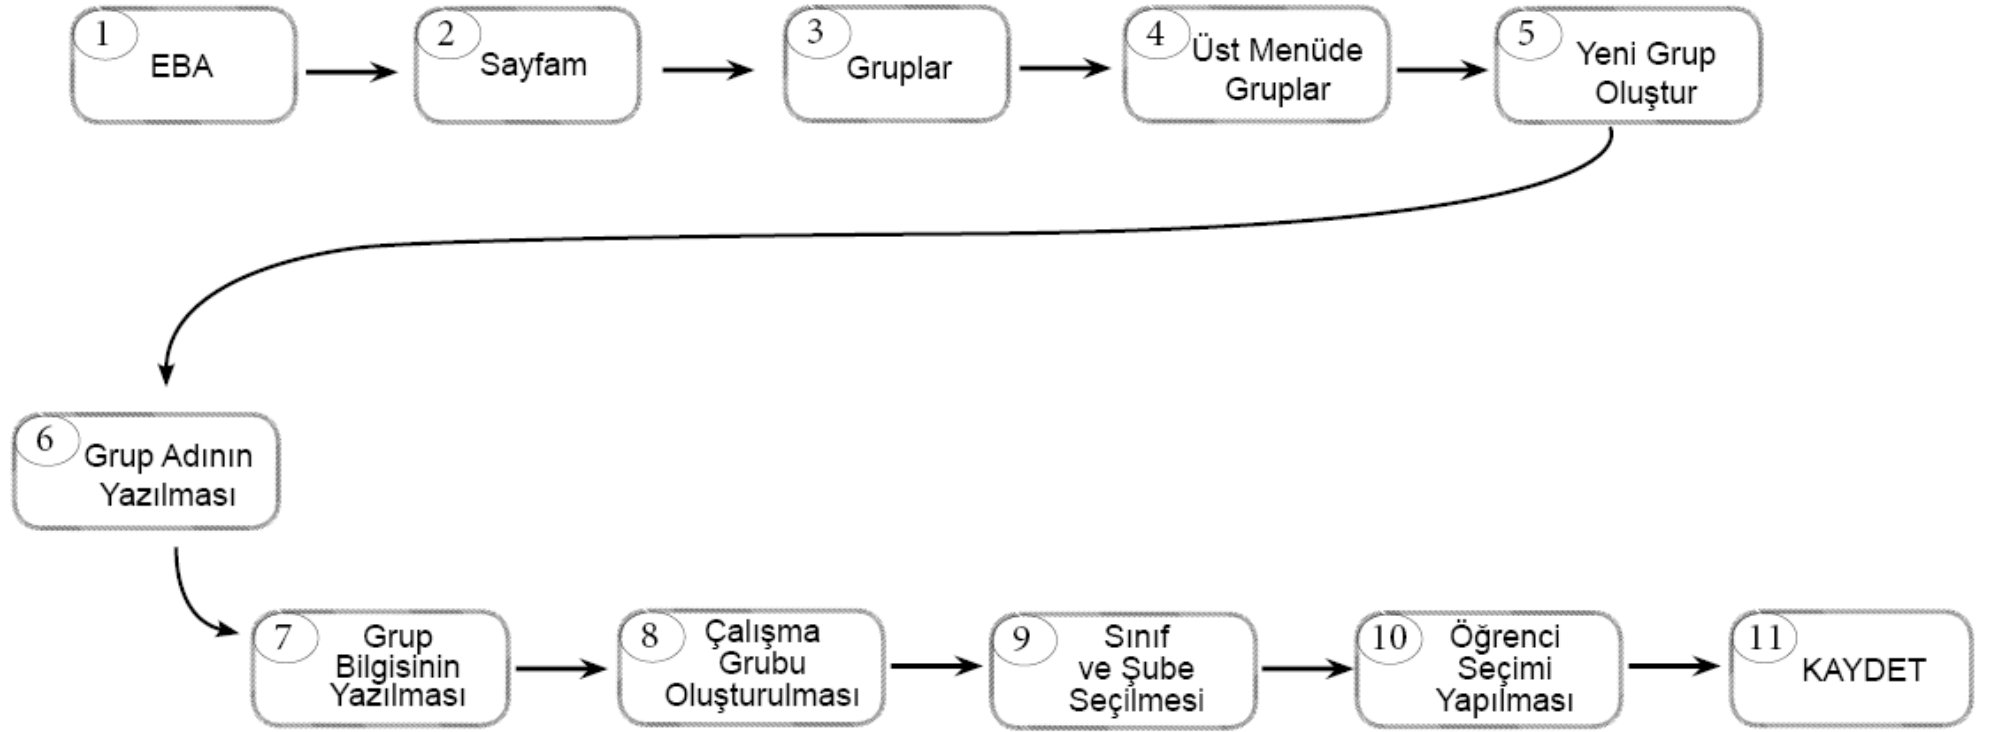 1
EBA
2
Sayfam
3
Gruplar
4
Üst Menüde
Gruplar
5
Yeni Grup
Oluştur
6
Grup Adının
Yazılması
7
Grup
Bilgisinin
Yazılması
8
Çalışma
Grubu
Oluşturulması
9
Sınıf
ve Şube
Seçilmesi
10
Öğrenci
Seçimi
Yapılması
11
KAYDET